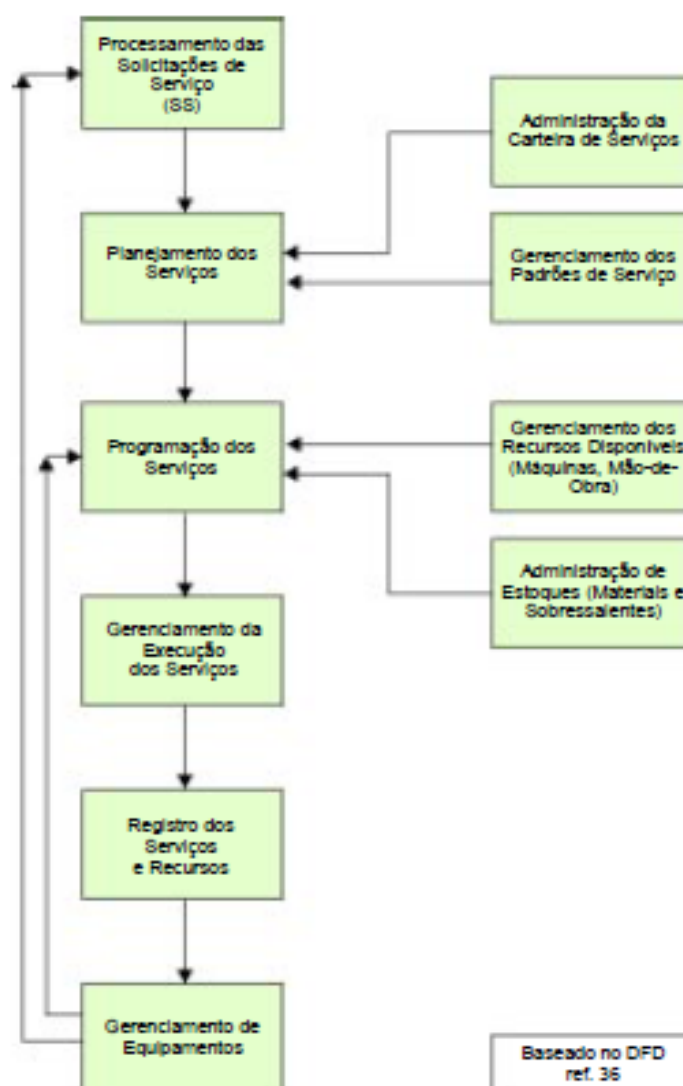 Processamento das
Solicitações de
Serviço
(SS)
Administração da
Carteira de Serviços
Planejamento dos
Serviços
Gerenciamento dos
Padrões de Serviço
Programação dos
Serviços
Gerenciamento dos
Recursos Disponíveis
(Máquinas, Mão-de-
Obra)
Administração de
Estoques (Materiais e
Sobressalentes)
Gerenciamento da
Execução
dos Serviços
Registro dos
Serviços
e Recursos
Gerenciamento de
Equipamentos
Baseado no DFD
ref. 36